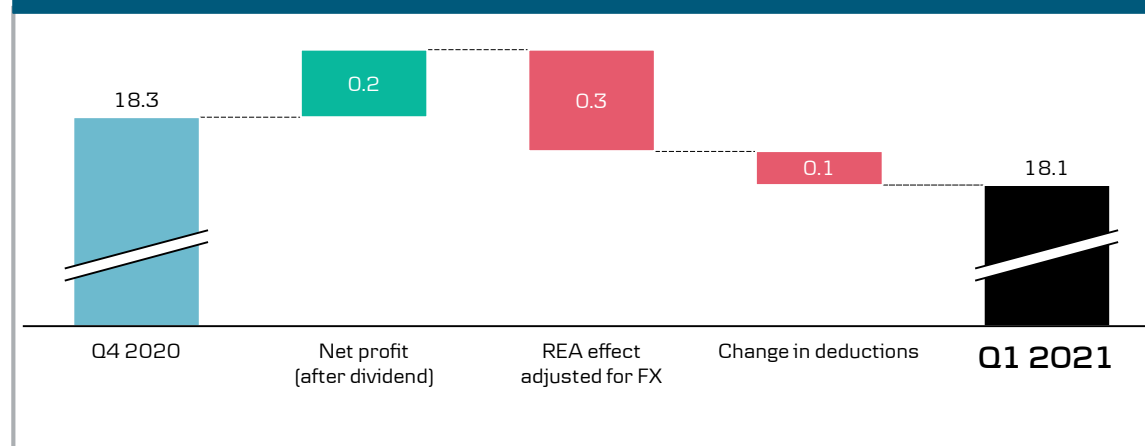 18.3
0.2
0.3
0.1
18.1
Q4 2020
Net profit
(after dividend)
REA effect
adjusted for FX
Change in deductions
Q1 2021